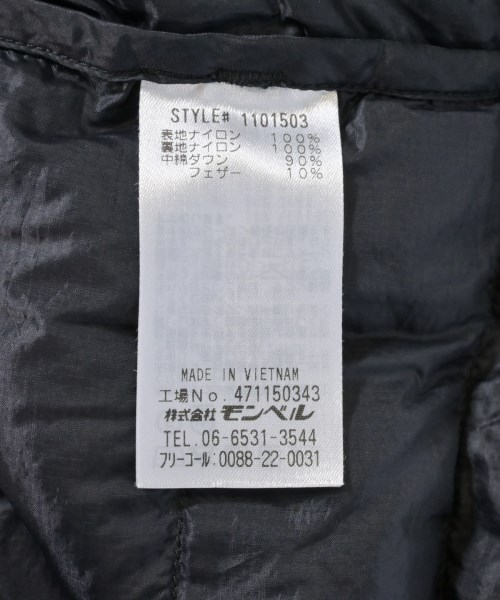 STYLE# 1101503
表地ナイロン 100%
裏地ナイロン 100%
中綿ダウン 90%
フェザー 10%
MADE IN VIETNAM
工場No. 471150343
株式会社 モンベル
TEL. 06-6531-3544
フリーコール: 0088-22-0031